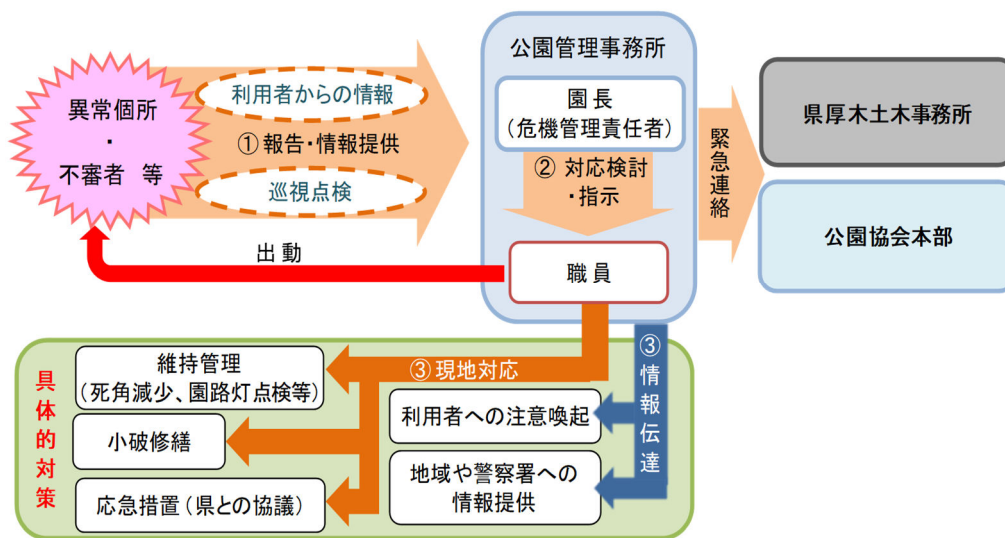 異常個所
・
不審者 等
利用者からの情報
① 報告・情報提供
巡視点検
出 動
公園管理事務所
園長
(危機管理責任者)
② 対応検討
・指示
職員
緊急連絡
県厚木土木事務所
公園協会本部
具体的対策
③ 現地対応
維持管理
(死角減少、園路灯点検等)
小破修繕
応急措置(県との協議)
③情報伝達
利用者への注意喚起
地域や警察署への
情報提供